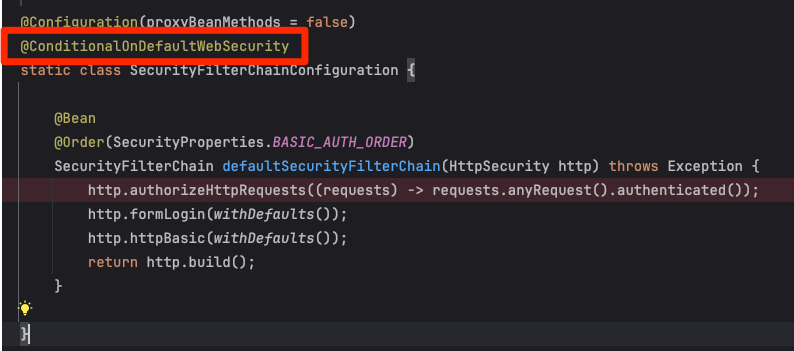 @Configuration(proxyBeanMethods = false)
@ConditionalOnDefaultWebSecurity
static class SecurityFilterChainConfiguration {
@Bean
@Order(SecurityProperties.BASIC_AUTH_ORDER)
SecurityFilterChain defaultSecurityFilterChain(HttpSecurity http) throws Exception {
http.authorizeHttpRequests((requests) -> requests.anyRequest().authenticated());
http.formLogin(withDefaults());
http.httpBasic(withDefaults());
return http.build();
}
}